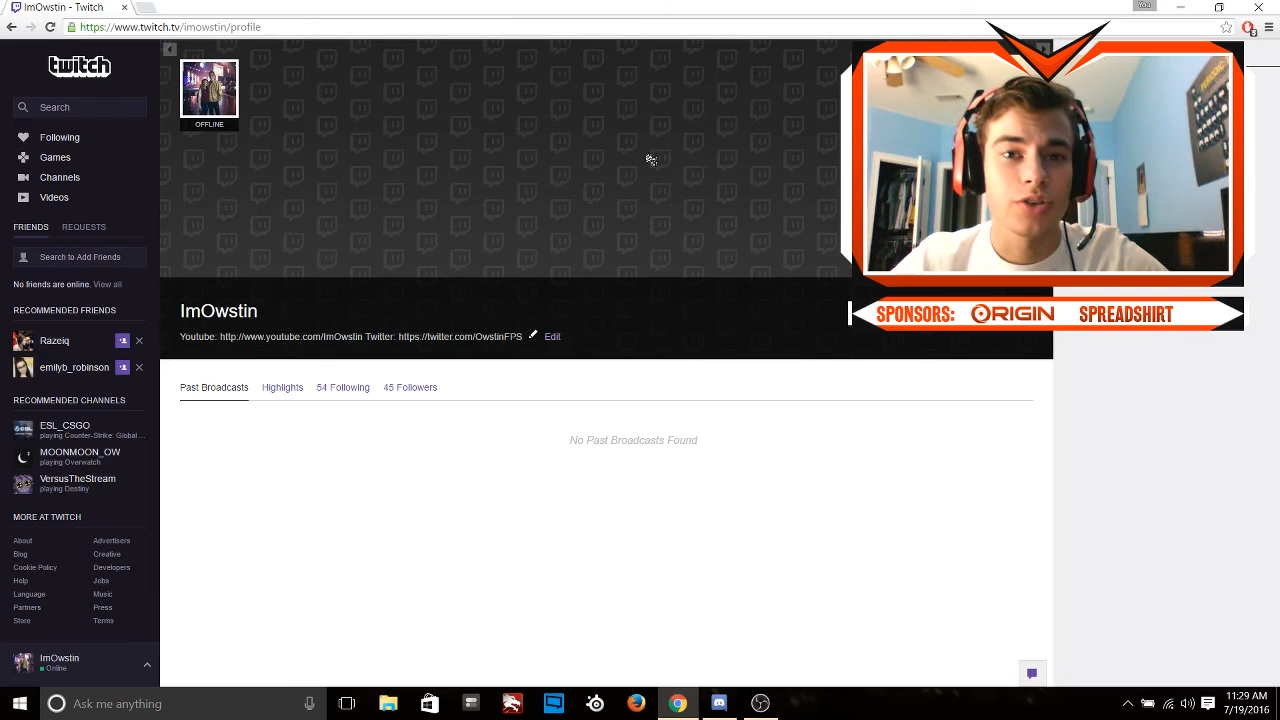 ImOwstin - Twitch
You
https://www.twitch.tv/imowstin/profile
twitch
Search
Following
Games
Channels
Videos
FRIENDS REQUESTS
Search to Add Friends
No friends are online. View all
RECOMMENDED FRIENDS
Razeiq
emilyb_robinson
RECOMMENDED CHANNELS
ESL_CSGO
playing Counter-Strike: Global ...
MOONMOON_OW
playing Overwatch
VersusTheStream
playing Destiny
MORE AT TWITCH
About Advertisers
Blog Creative
Cookie Policy Developers
Help Jobs
Language Music
Partners Press
Store Terms
ImOwstin
Online
OFFLINE
ImOwstin
Youtube: http://www.youtube.com/ImOwstin Twitter: https://twitter.com/OwstinFPS Edit
Past Broadcasts Highlights 54 Following 45 Followers
No Past Broadcasts Found
SPONSORS: ORIGIN SPREADSHIRT
Ask me anything
11:29 AM
7/19/2016